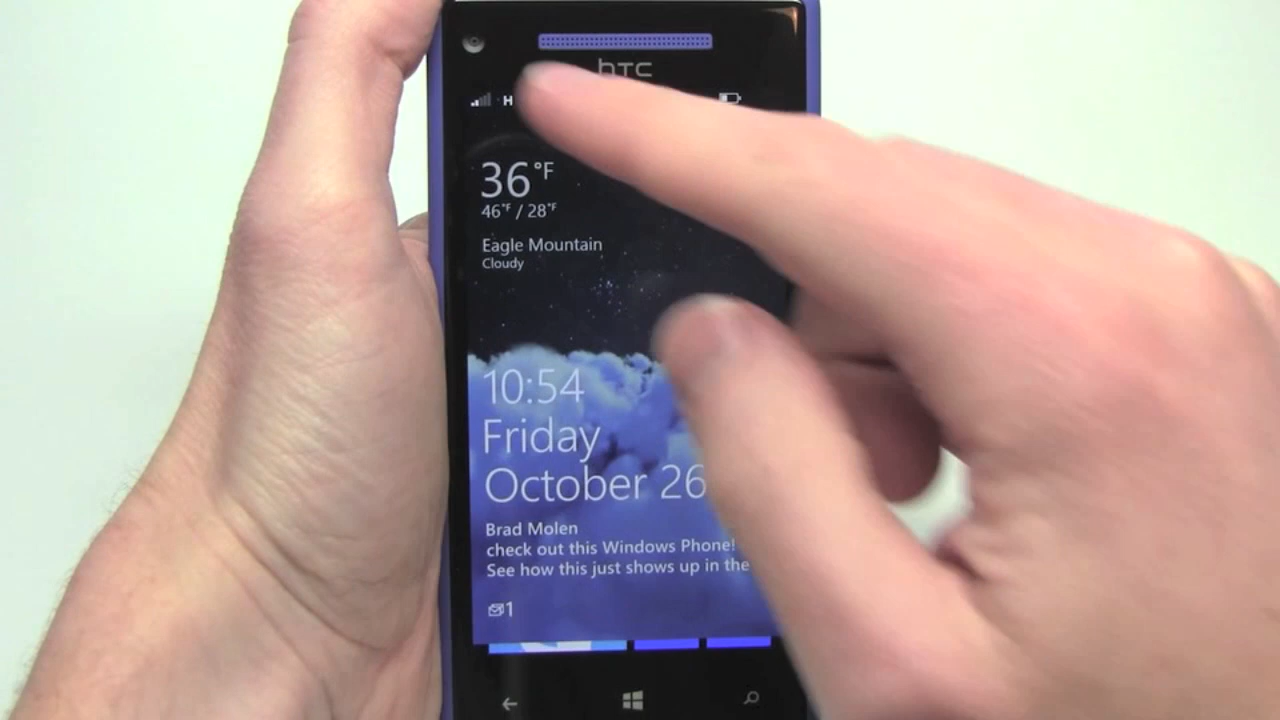 hTC
H
36°F
46°F / 28°F
Eagle Mountain
Cloudy
10:54
Friday
October 26
Brad Molen
check out this Windows Phone!
See how this just shows up in the
1